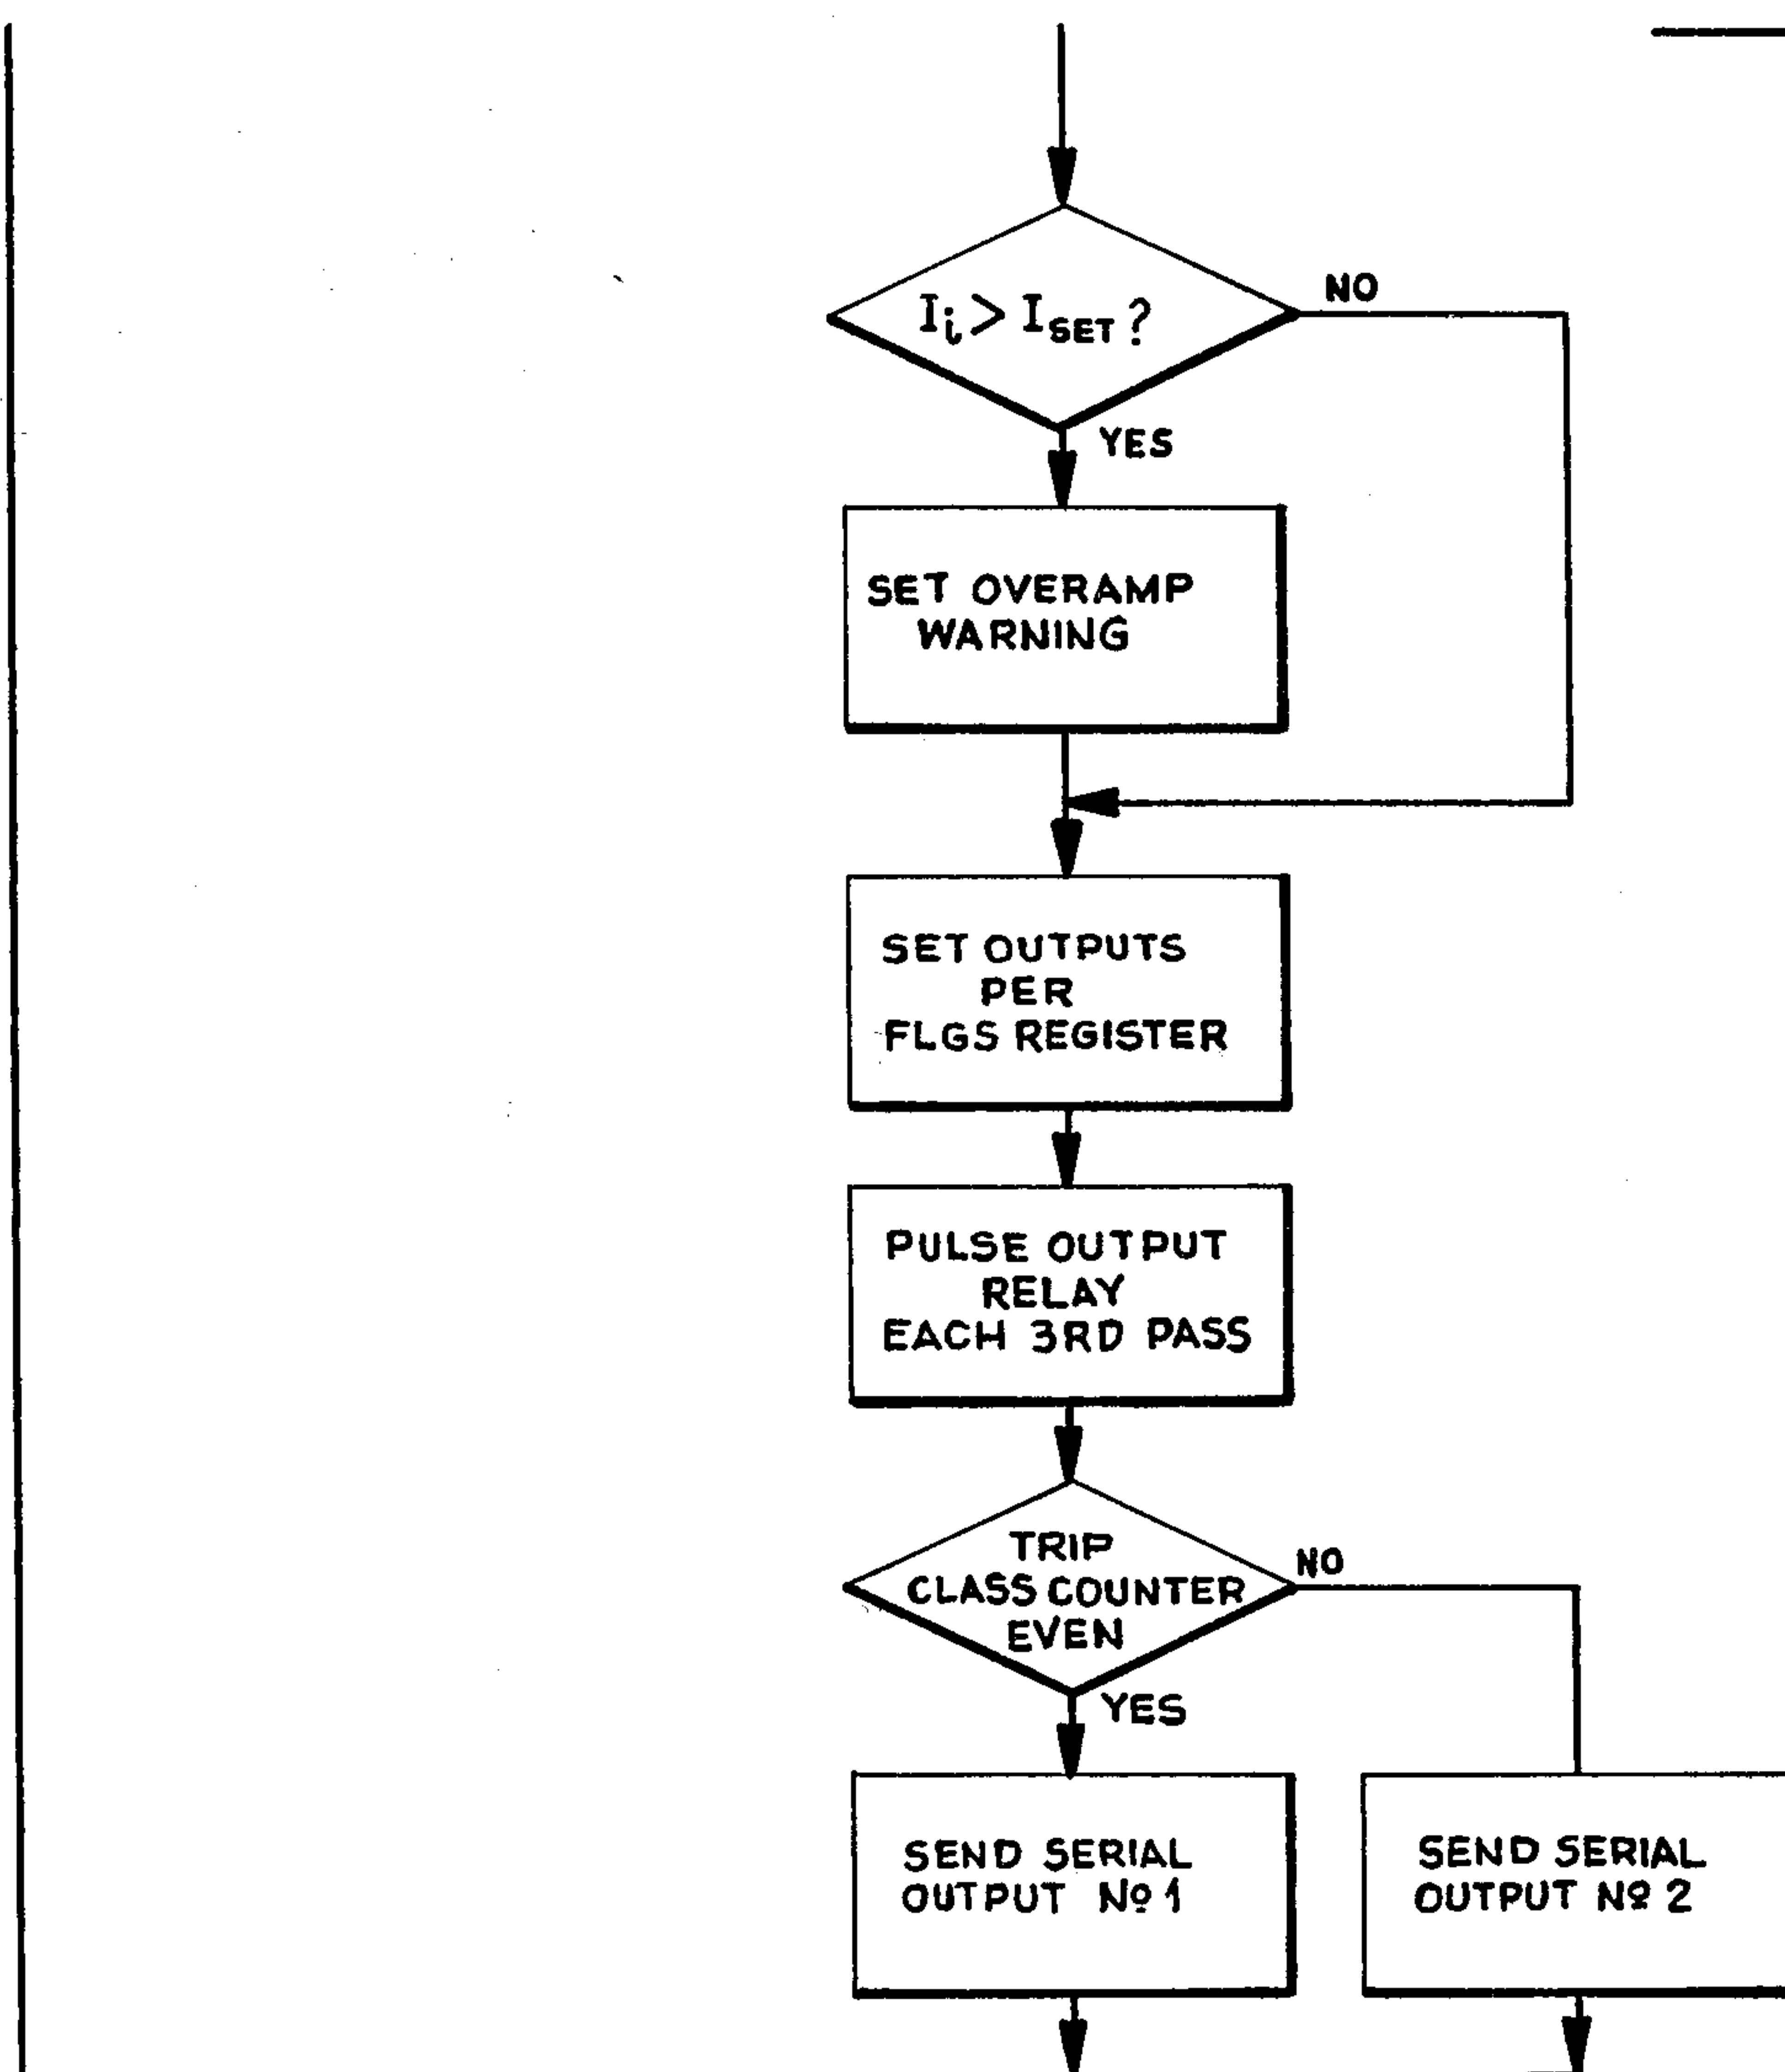 I_i > I_SET ?
NO
YES
SET OVERAMP
WARNING
SET OUTPUTS
PER
FLGS REGISTER
PULSE OUTPUT
RELAY
EACH 3RD PASS
TRIP
CLASS COUNTER
EVEN
NO
YES
SEND SERIAL
OUTPUT Nº 1
SEND SERIAL
OUTPUT Nº 2